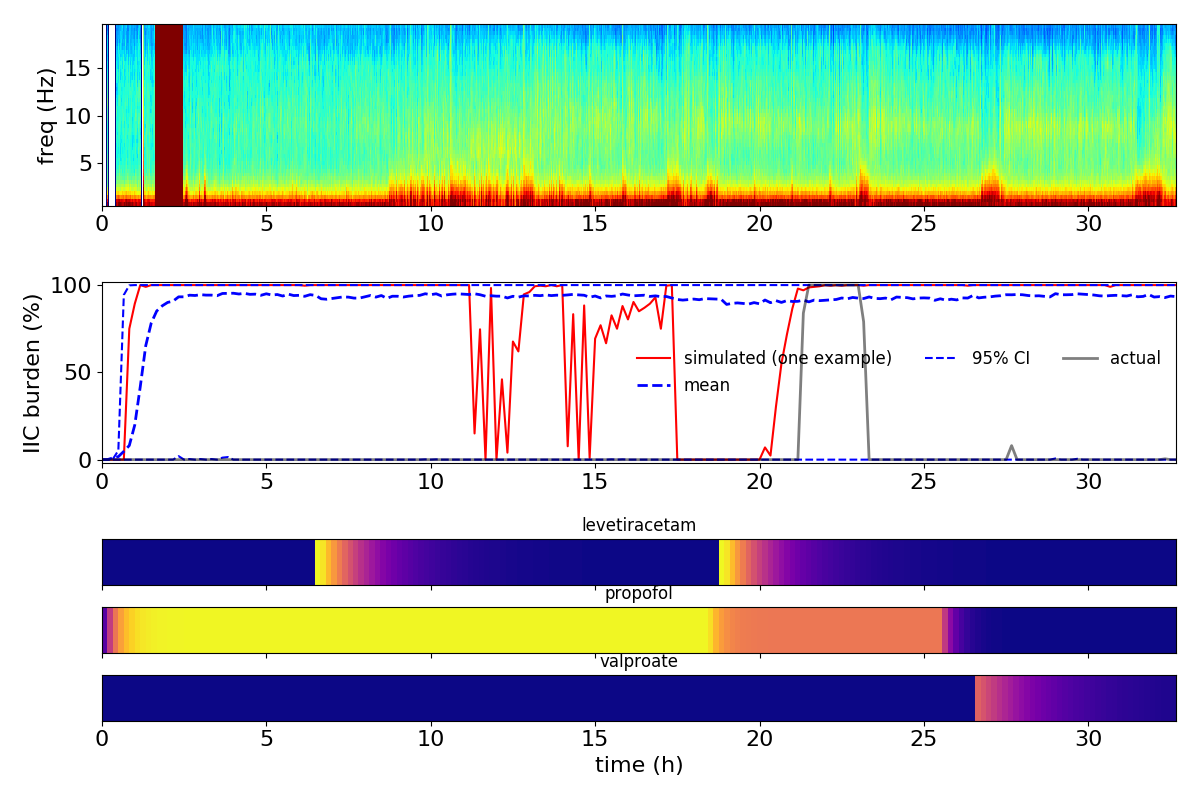 freq (Hz)
15
10
5
0 5 10 15 20 25 30
IIC burden (%)
100
50
0
simulated (one example) 95% CI actual
mean
0 5 10 15 20 25 30
levetiracetam
propofol
valproate
0 5 10 15 20 25 30
time (h)